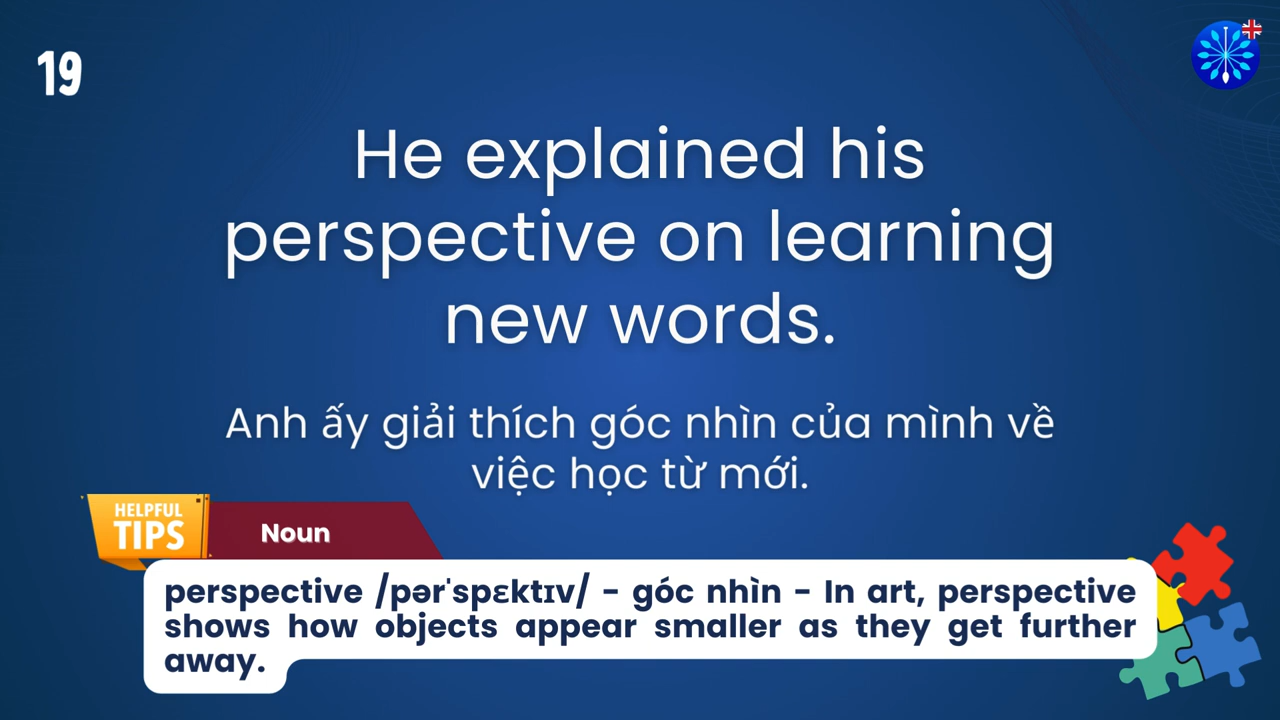 19
He explained his
perspective on learning
new words.
Anh ấy giải thích góc nhìn của mình về
việc học từ mới.
HELPFUL
TIPS
Noun
perspective /pərˈspɛktɪv/ - góc nhìn - In art, perspective
shows how objects appear smaller as they get further
away.